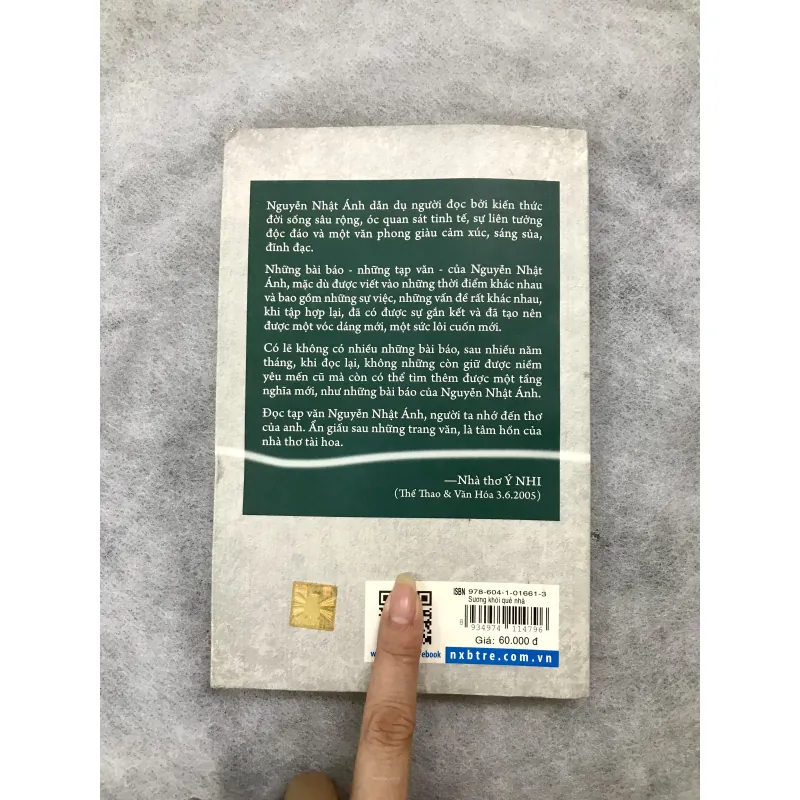 Nguyễn Nhật Ánh dẫn dụ người đọc bởi kiến thức
đời sống sâu rộng, óc quan sát tinh tế, sự liên tưởng
độc đáo và một văn phong giàu cảm xúc, sáng sủa,
đĩnh đạc.
Những bài báo - những tạp văn - của Nguyễn Nhật
Ánh, mặc dù được viết vào những thời điểm khác nhau
và bao gồm những sự việc, những vấn đề rất khác nhau,
khi tập hợp lại, đã có được sự gắn kết và đã tạo nên
được một vóc dáng mới, một sức lôi cuốn mới.
Có lẽ không có nhiều những bài báo, sau nhiều năm
tháng, khi đọc lại, không những còn giữ được niềm
yêu mến cũ mà còn có thể tìm thêm được một tầng
nghĩa mới, như những bài báo của Nguyễn Nhật Ánh.
Đọc tạp văn Nguyễn Nhật Ánh, người ta nhớ đến thơ
của anh. Ẩn giấu sau những trang văn, là tâm hồn của
nhà thơ tài hoa.
—Nhà thơ Ý NHI
(Thể Thao & Văn Hóa 3.6.2005)
ISBN 978-604-1-01661-3
Sương khói quê nhà
8 934974 114796
Giá: 60.000 đ
nxbtre.com.vn